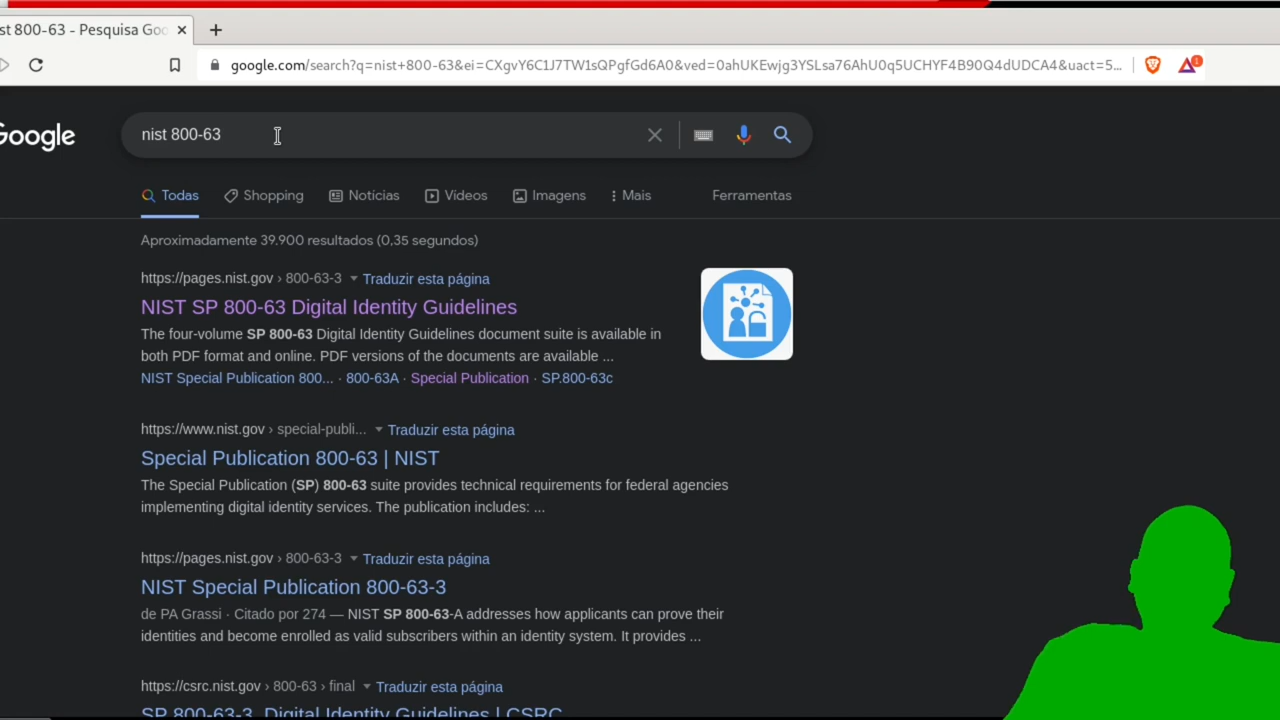 st 800-63 - Pesquisa Goo
google.com/search?q=nist+800-63&ei=CXgvY6C1J7TW1sQPgfGd6A0&ved=0ahUKEwjg3YSLsa76AhU0q5UCHYF4B90Q4dUDCA4&uact=5...
1
Google
nist 800-63
Todas Shopping Notícias Vídeos Imagens Mais Ferramentas
Aproximadamente 39.900 resultados (0,35 segundos)
https://pages.nist.gov › 800-63-3 Traduzir esta página
NIST SP 800-63 Digital Identity Guidelines
The four-volume SP 800-63 Digital Identity Guidelines document suite is available in
both PDF format and online. PDF versions of the documents are available ...
NIST Special Publication 800... · 800-63A · Special Publication · SP.800-63c
https://www.nist.gov › special-publi... Traduzir esta página
Special Publication 800-63 | NIST
The Special Publication (SP) 800-63 suite provides technical requirements for federal agencies
implementing digital identity services. The publication includes: ...
https://pages.nist.gov › 800-63-3 Traduzir esta página
NIST Special Publication 800-63-3
de PA Grassi · Citado por 274 — NIST SP 800-63-A addresses how applicants can prove their
identities and become enrolled as valid subscribers within an identity system. It provides ...
https://csrc.nist.gov › 800-63 › final Traduzir esta página
SP 800-63-3, Digital Identity Guidelines | CSRC